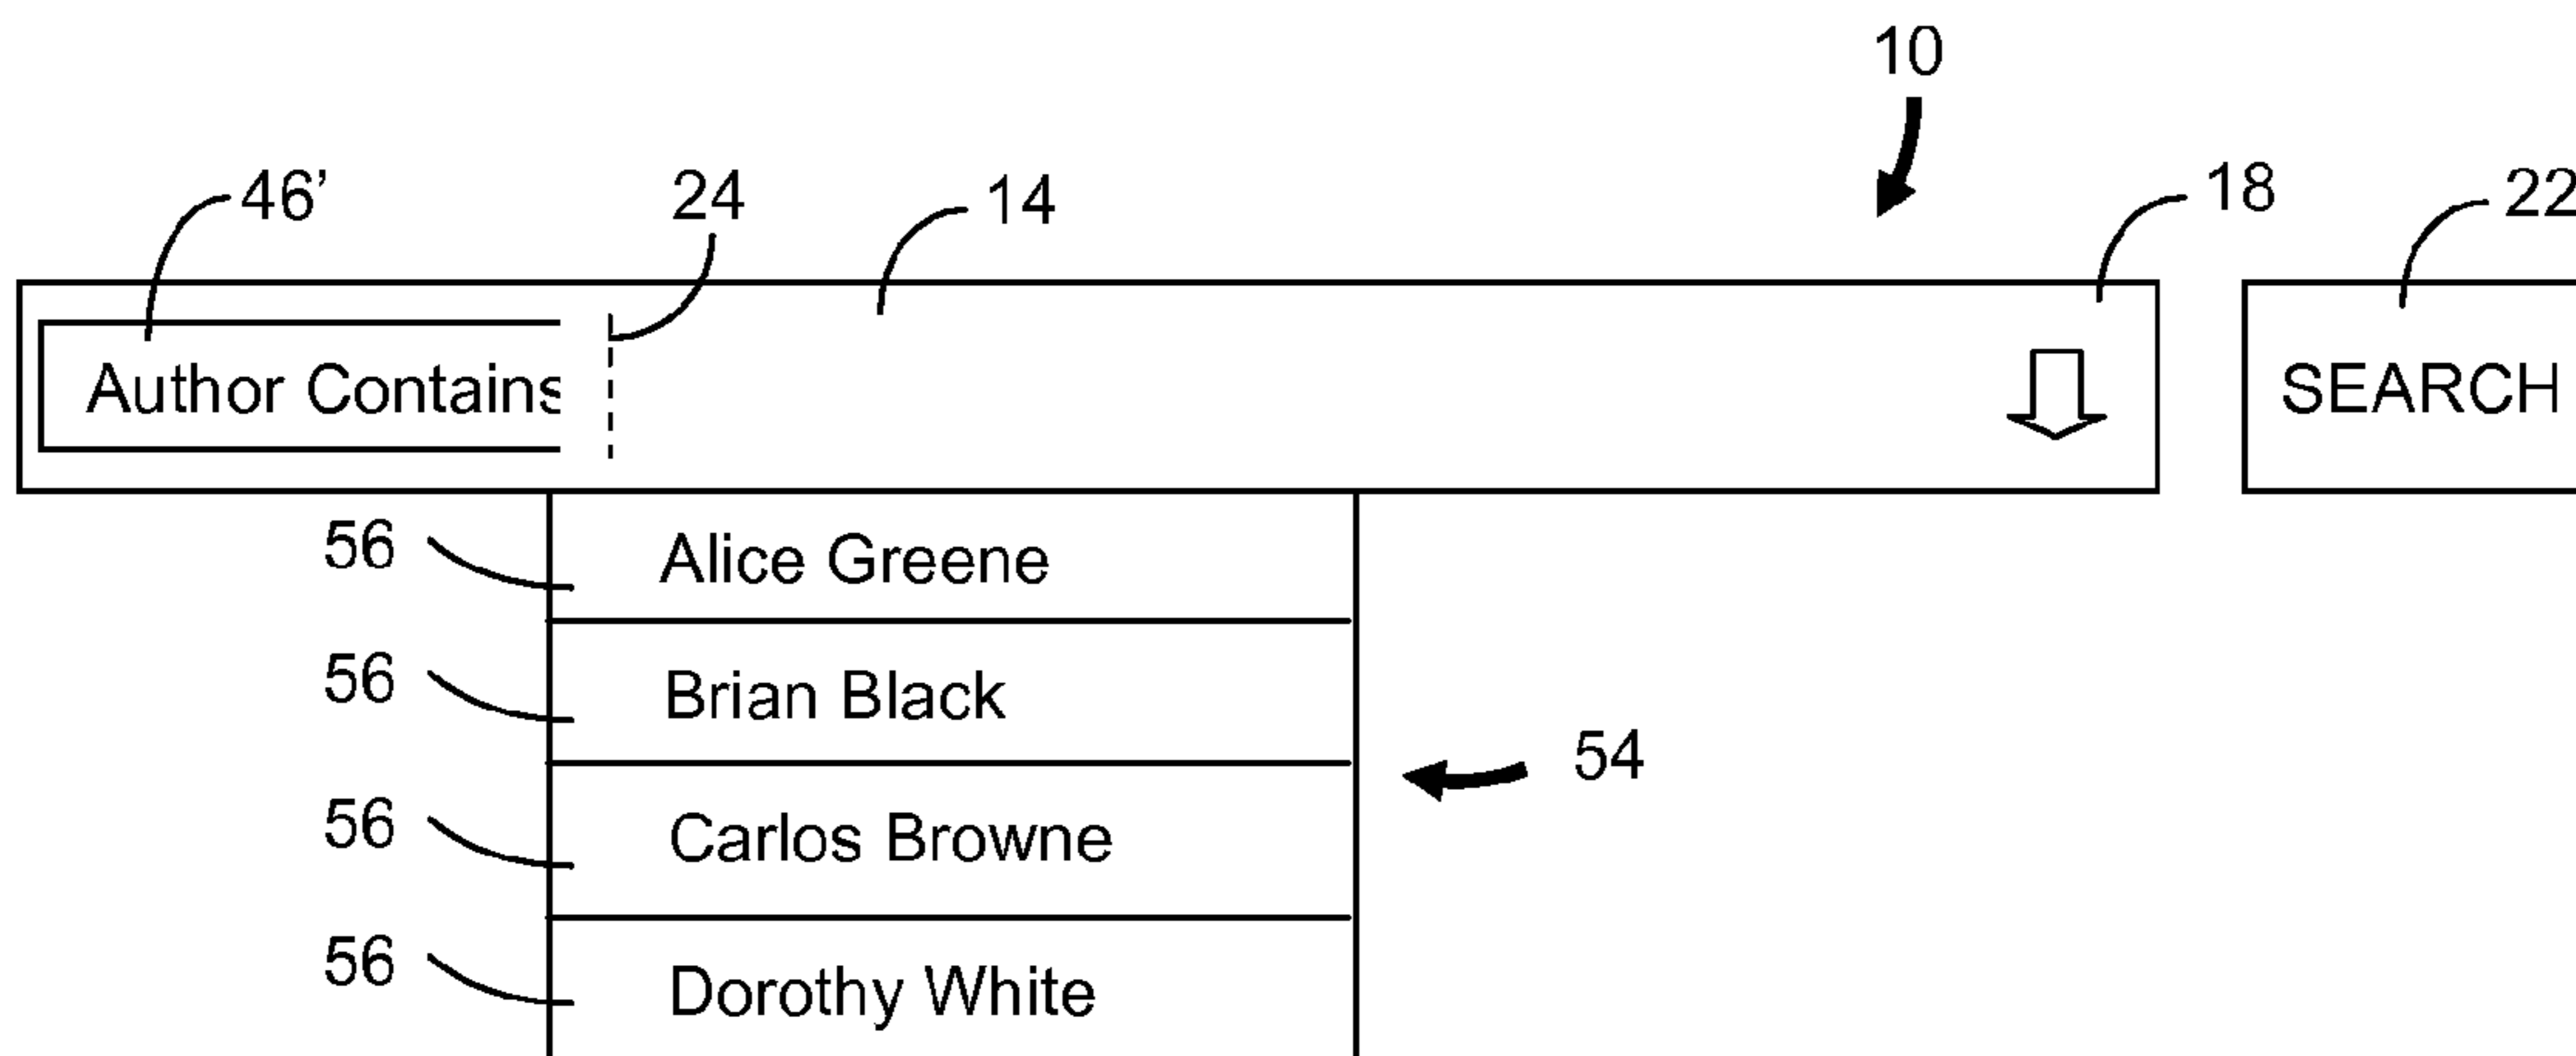 10
46’ 24 14 18 22
Author Contains SEARCH
56 Alice Greene
56 Brian Black
54
56 Carlos Browne
56 Dorothy White